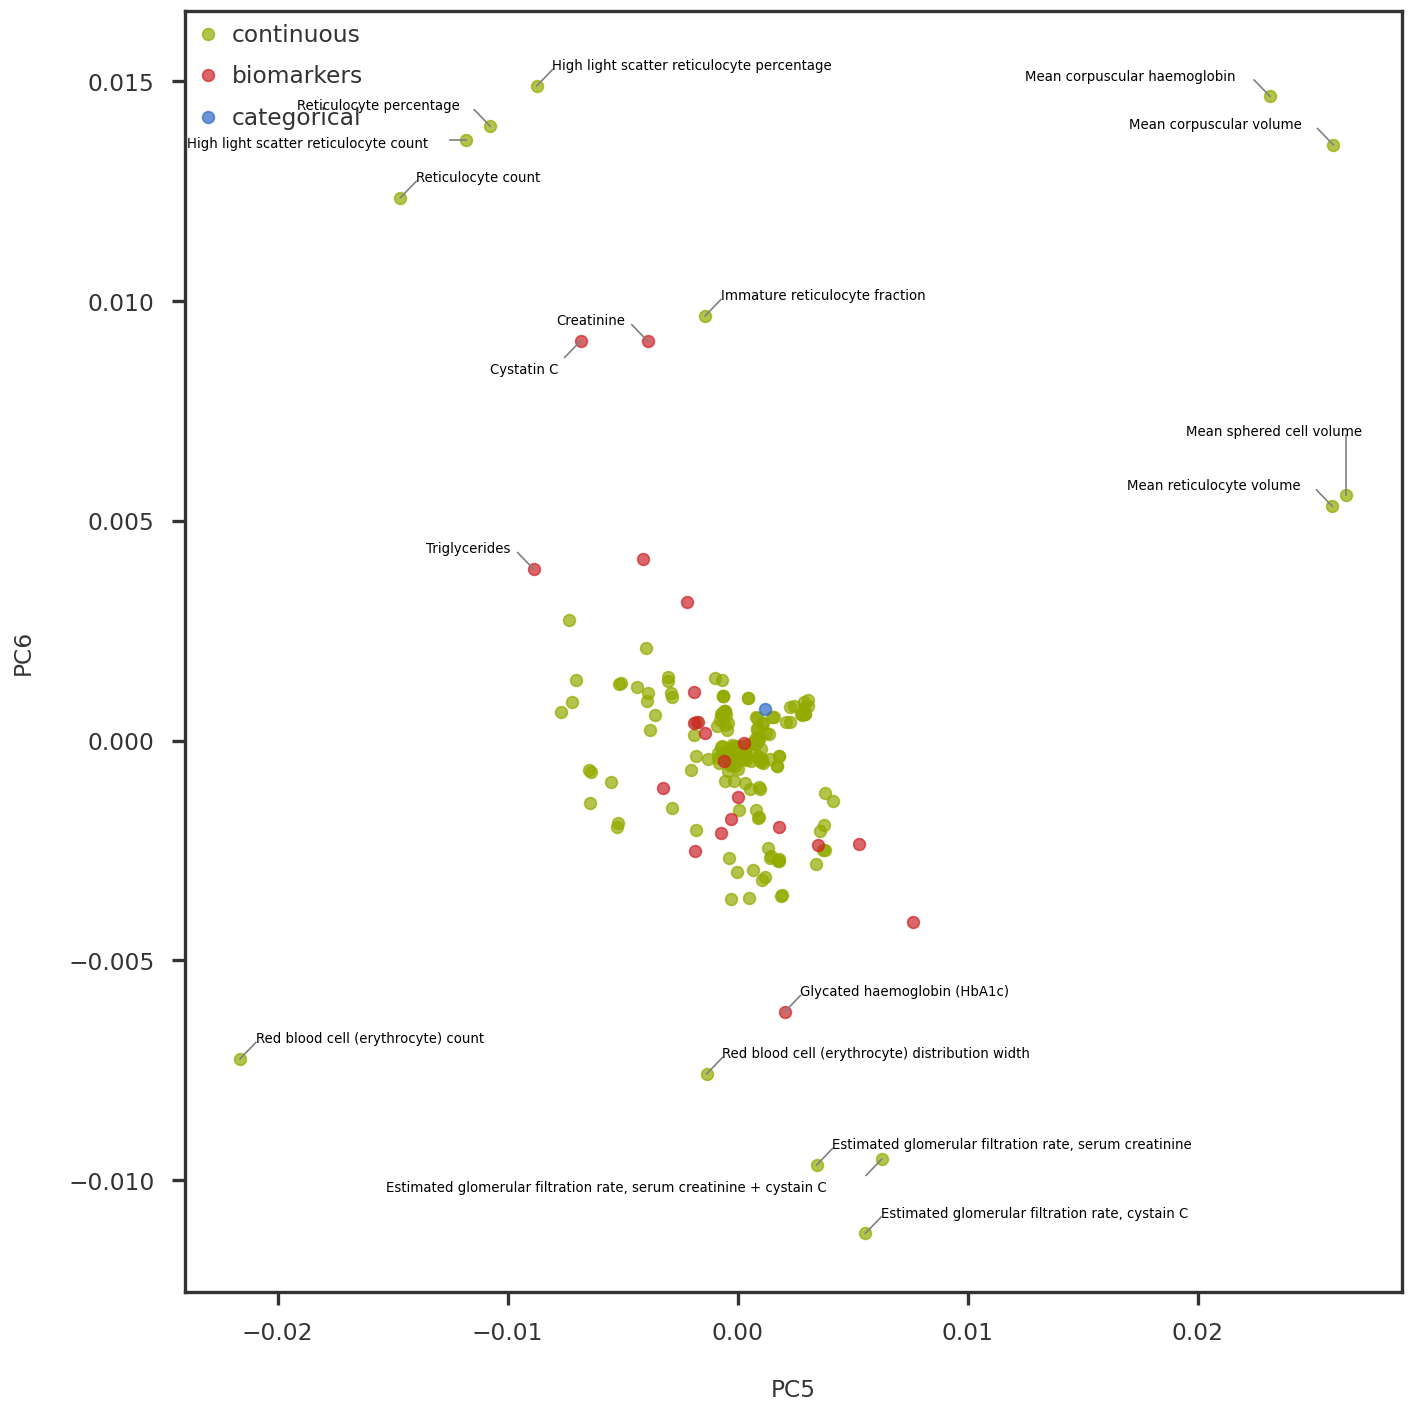 continuous
biomarkers
categorical
High light scatter reticulocyte percentage
Reticulocyte percentage
High light scatter reticulocyte count
Reticulocyte count
Mean corpuscular haemoglobin
Mean corpuscular volume
Immature reticulocyte fraction
Creatinine
Cystatin C
Mean sphered cell volume
Mean reticulocyte volume
Triglycerides
Glycated haemoglobin (HbA1c)
Red blood cell (erythrocyte) count
Red blood cell (erythrocyte) distribution width
Estimated glomerular filtration rate, serum creatinine
Estimated glomerular filtration rate, serum creatinine + cystain C
Estimated glomerular filtration rate, cystain C
0.015
0.010
0.005
0.000
−0.005
−0.010
PC6
−0.02
−0.01
0.00
0.01
0.02
PC5